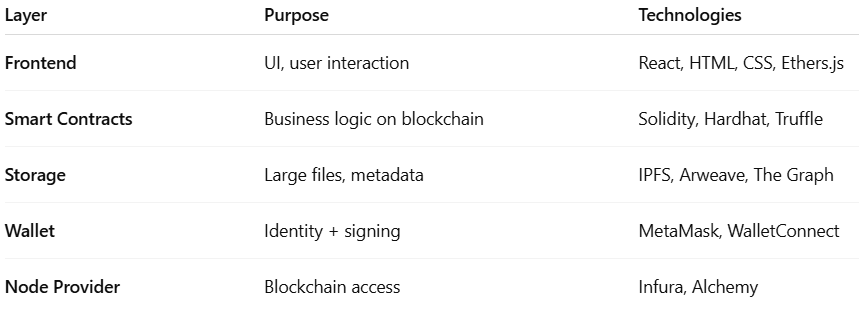 Layer Purpose Technologies
Frontend UI, user interaction React, HTML, CSS, Ethers.js
Smart Contracts Business logic on blockchain Solidity, Hardhat, Truffle
Storage Large files, metadata IPFS, Arweave, The Graph
Wallet Identity + signing MetaMask, WalletConnect
Node Provider Blockchain access Infura, Alchemy